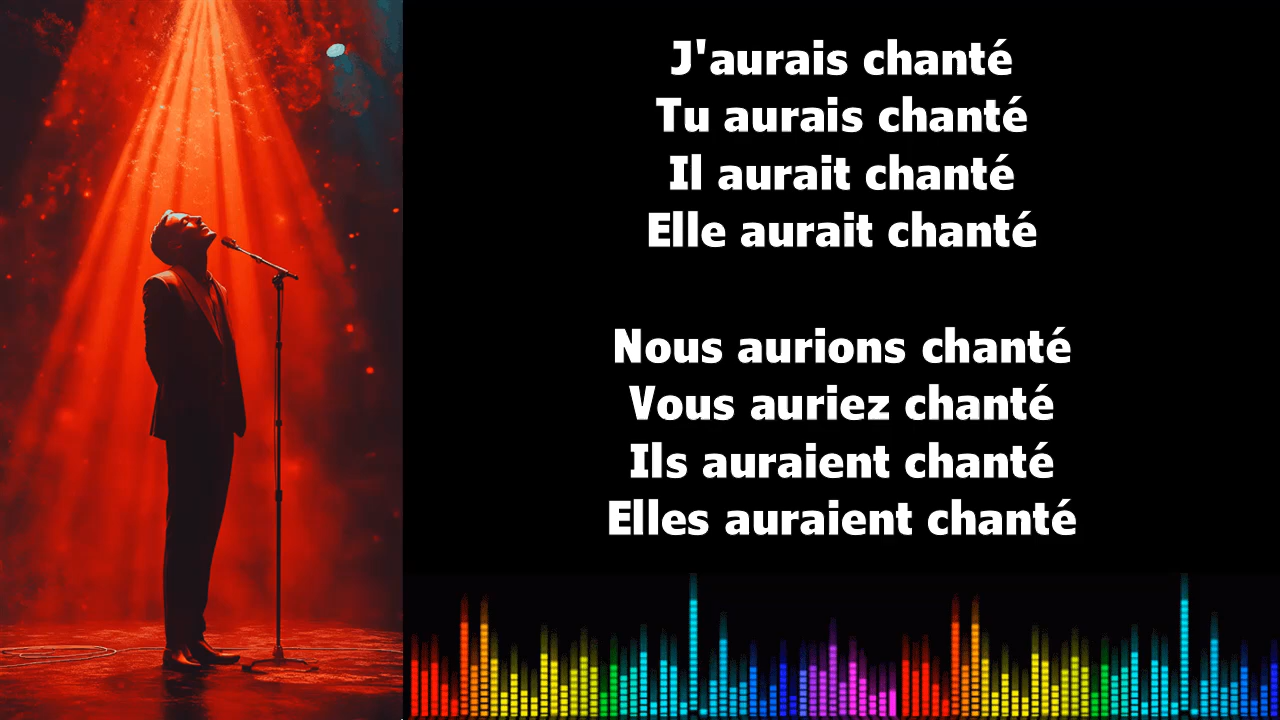 J'aurais chanté
Tu aurais chanté
Il aurait chanté
Elle aurait chanté
Nous aurions chanté
Vous auriez chanté
Ils auraient chanté
Elles auraient chanté